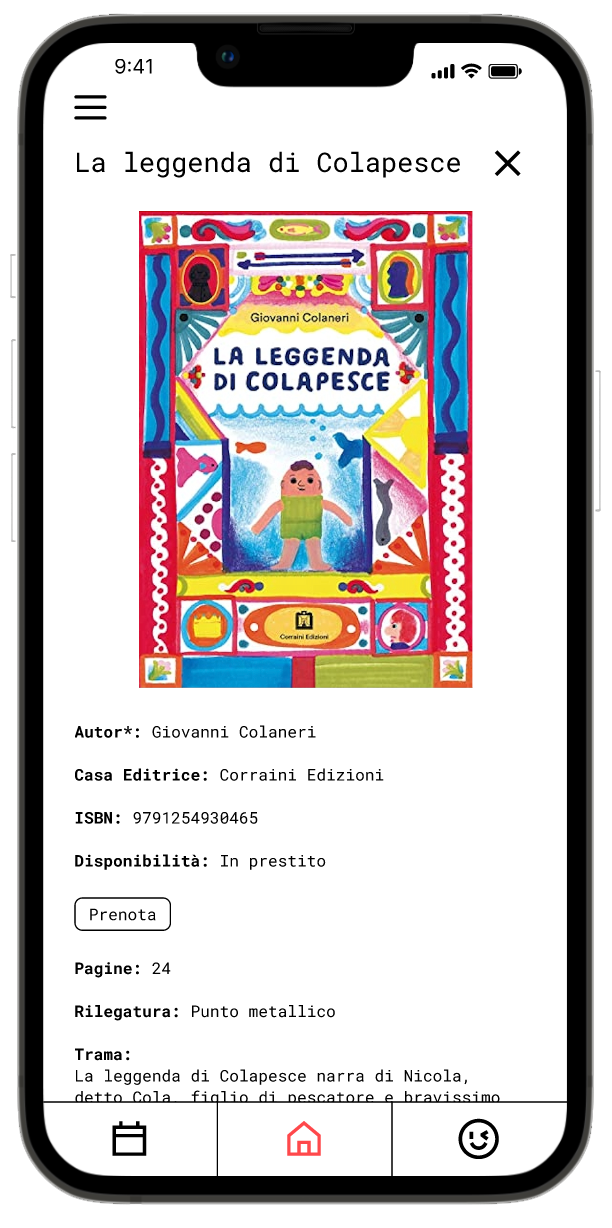 9:41
La leggenda di Colapesce
Giovanni Colaneri
LA LEGGENDA
DI COLAPESCE
Corraini Edizioni
Autor*: Giovanni Colaneri
Casa Editrice: Corraini Edizioni
ISBN: 9791254930465
Disponibilità: In prestito
Prenota
Pagine: 24
Rilegatura: Punto metallico
Trama:
La leggenda di Colapesce narra di Nicola,
detto Cola, figlio di pescatore e bravissimo